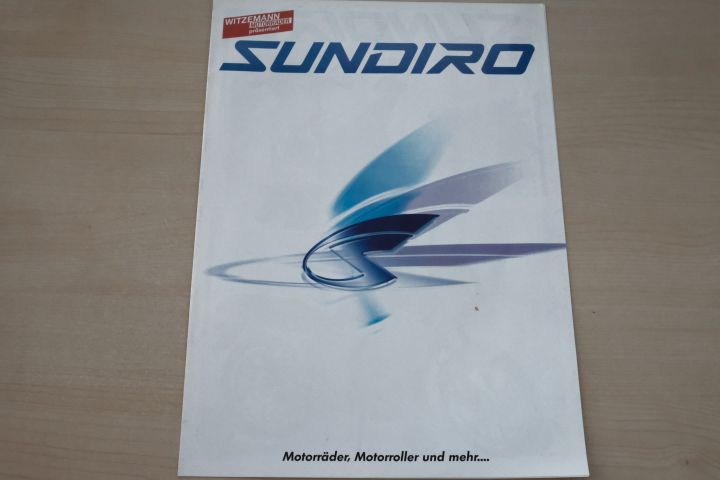 WITZEMANN
MOTORRÄDER
präsentiert
SUNDIRO
Motorräder, Motorroller und mehr....